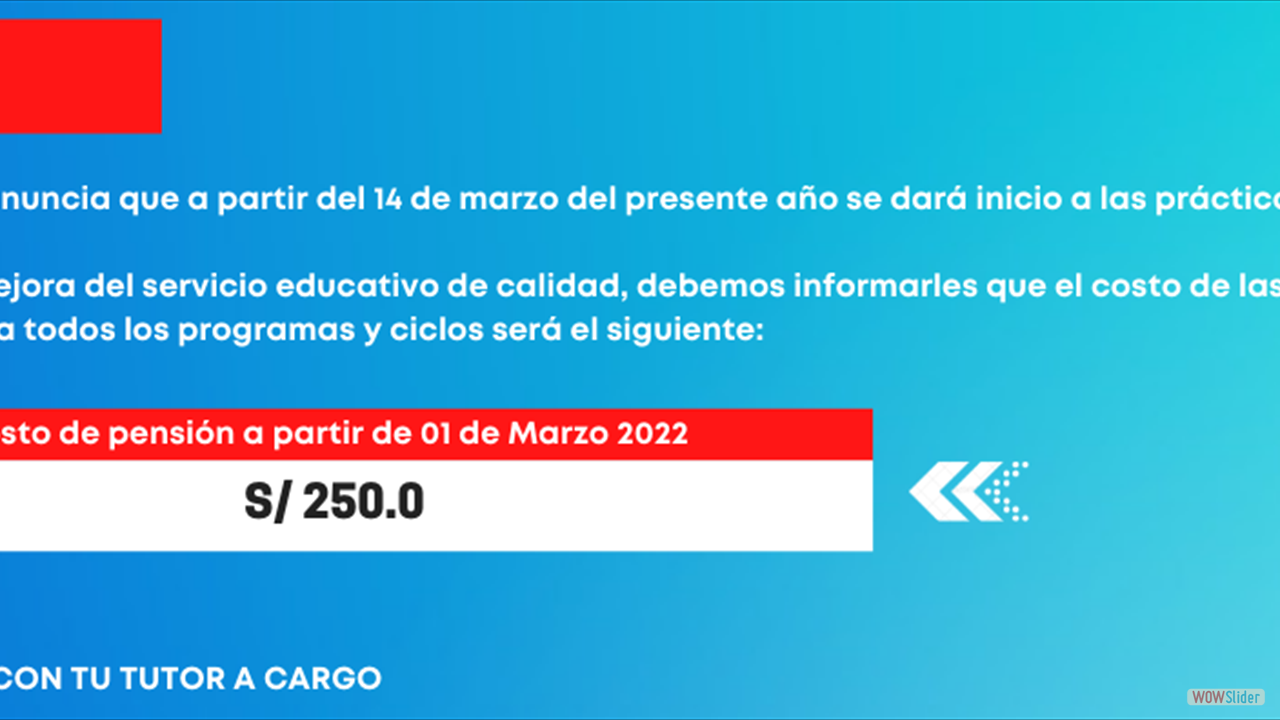 nuncia que a partir del 14 de marzo del presente año se dará inicio a las práctic
ejora del servicio educativo de calidad, debemos informarles que el costo de las
a todos los programas y ciclos será el siguiente:
sto de pensión a partir de 01 de Marzo 2022
S/ 250.0
CON TU TUTOR A CARGO
WOWSlider